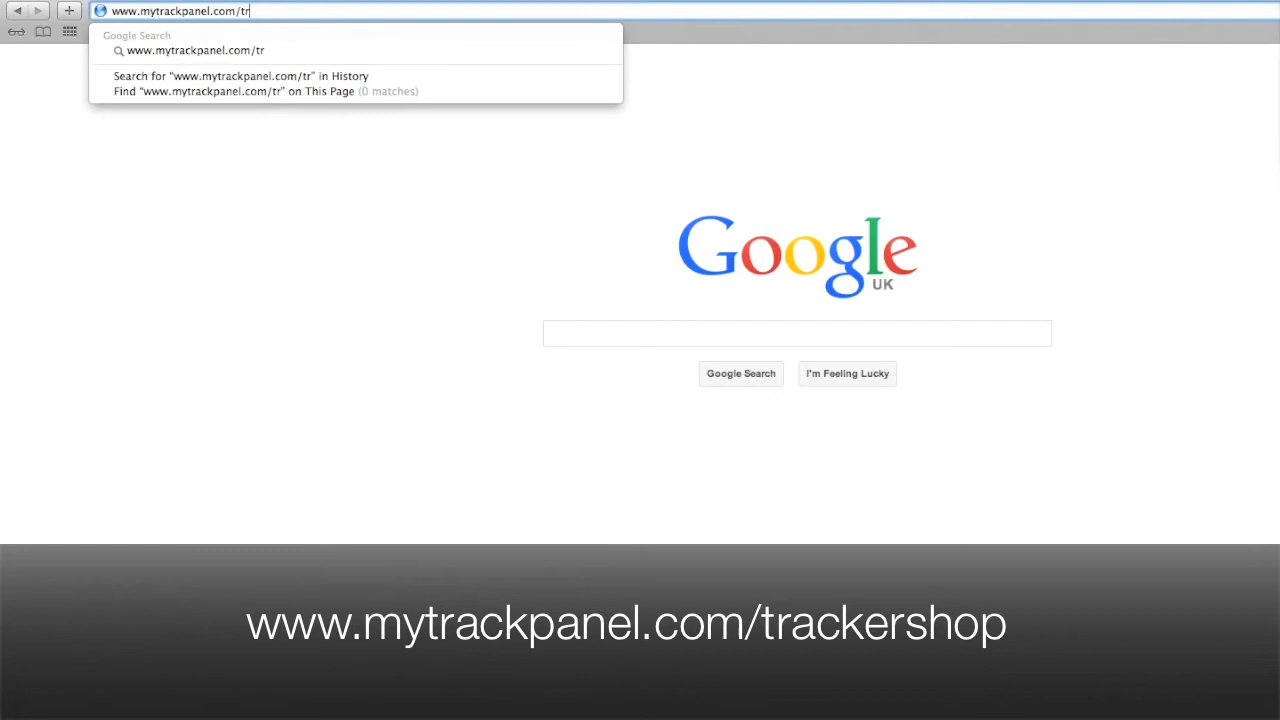 www.mytrackpanel.com/tr
Google Search
www.mytrackpanel.com/tr
Search for “www.mytrackpanel.com/tr” in History
Find “www.mytrackpanel.com/tr” on This Page (0 matches)
Google
UK
Google Search
I'm Feeling Lucky
www.mytrackpanel.com/trackershop